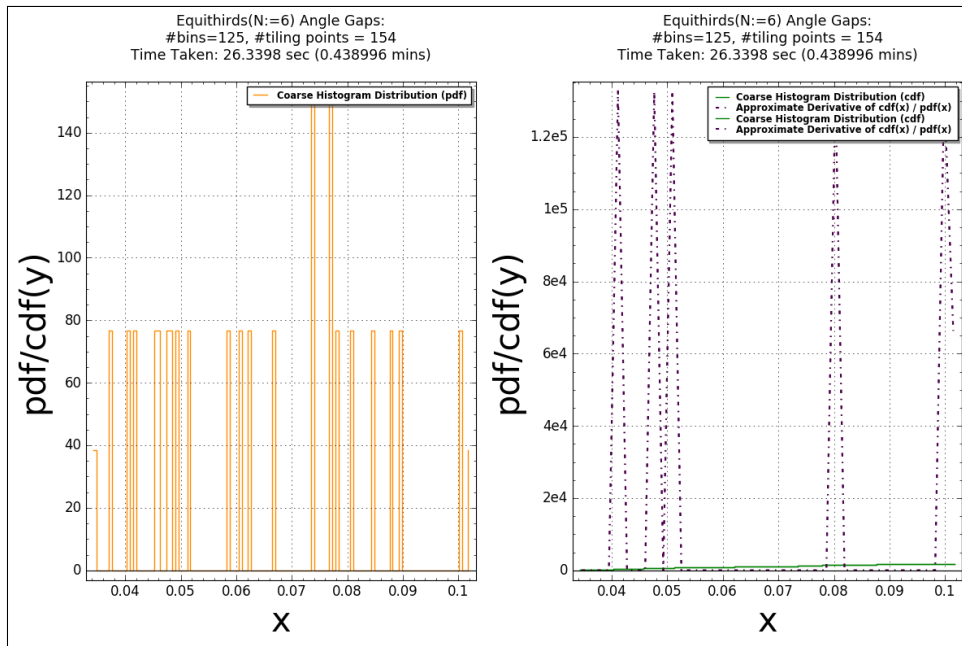 Equithirds(N:=6) Angle Gaps:
#bins=125, #tiling points = 154
Time Taken: 26.3398 sec (0.438996 mins)
Coarse Histogram Distribution (pdf)
140
120
100
80
60
40
20
0
0.04
0.05
0.06
0.07
0.08
0.09
0.1
pdf/cdf(y)
x
Equithirds(N:=6) Angle Gaps:
#bins=125, #tiling points = 154
Time Taken: 26.3398 sec (0.438996 mins)
Coarse Histogram Distribution (cdf)
Approximate Derivative of cdf(x) / pdf(x)
Coarse Histogram Distribution (cdf)
Approximate Derivative of cdf(x) / pdf(x)
1.2e5
1e5
8e4
6e4
4e4
2e4
0
0.04
0.05
0.06
0.07
0.08
0.09
0.1
pdf/cdf(y)
x